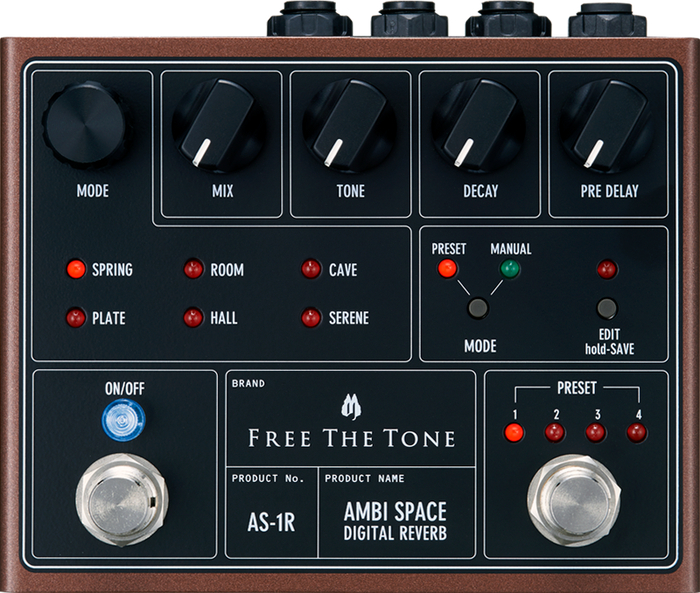 MODE
MIX
TONE
DECAY
PRE DELAY
SPRING
ROOM
CAVE
PLATE
HALL
SERENE
PRESET
MANUAL
MODE
EDIT
hold-SAVE
ON/OFF
BRAND
FREE THE TONE
PRODUCT No.
AS-1R
PRODUCT NAME
AMBI SPACE
DIGITAL REVERB
PRESET
1 2 3 4